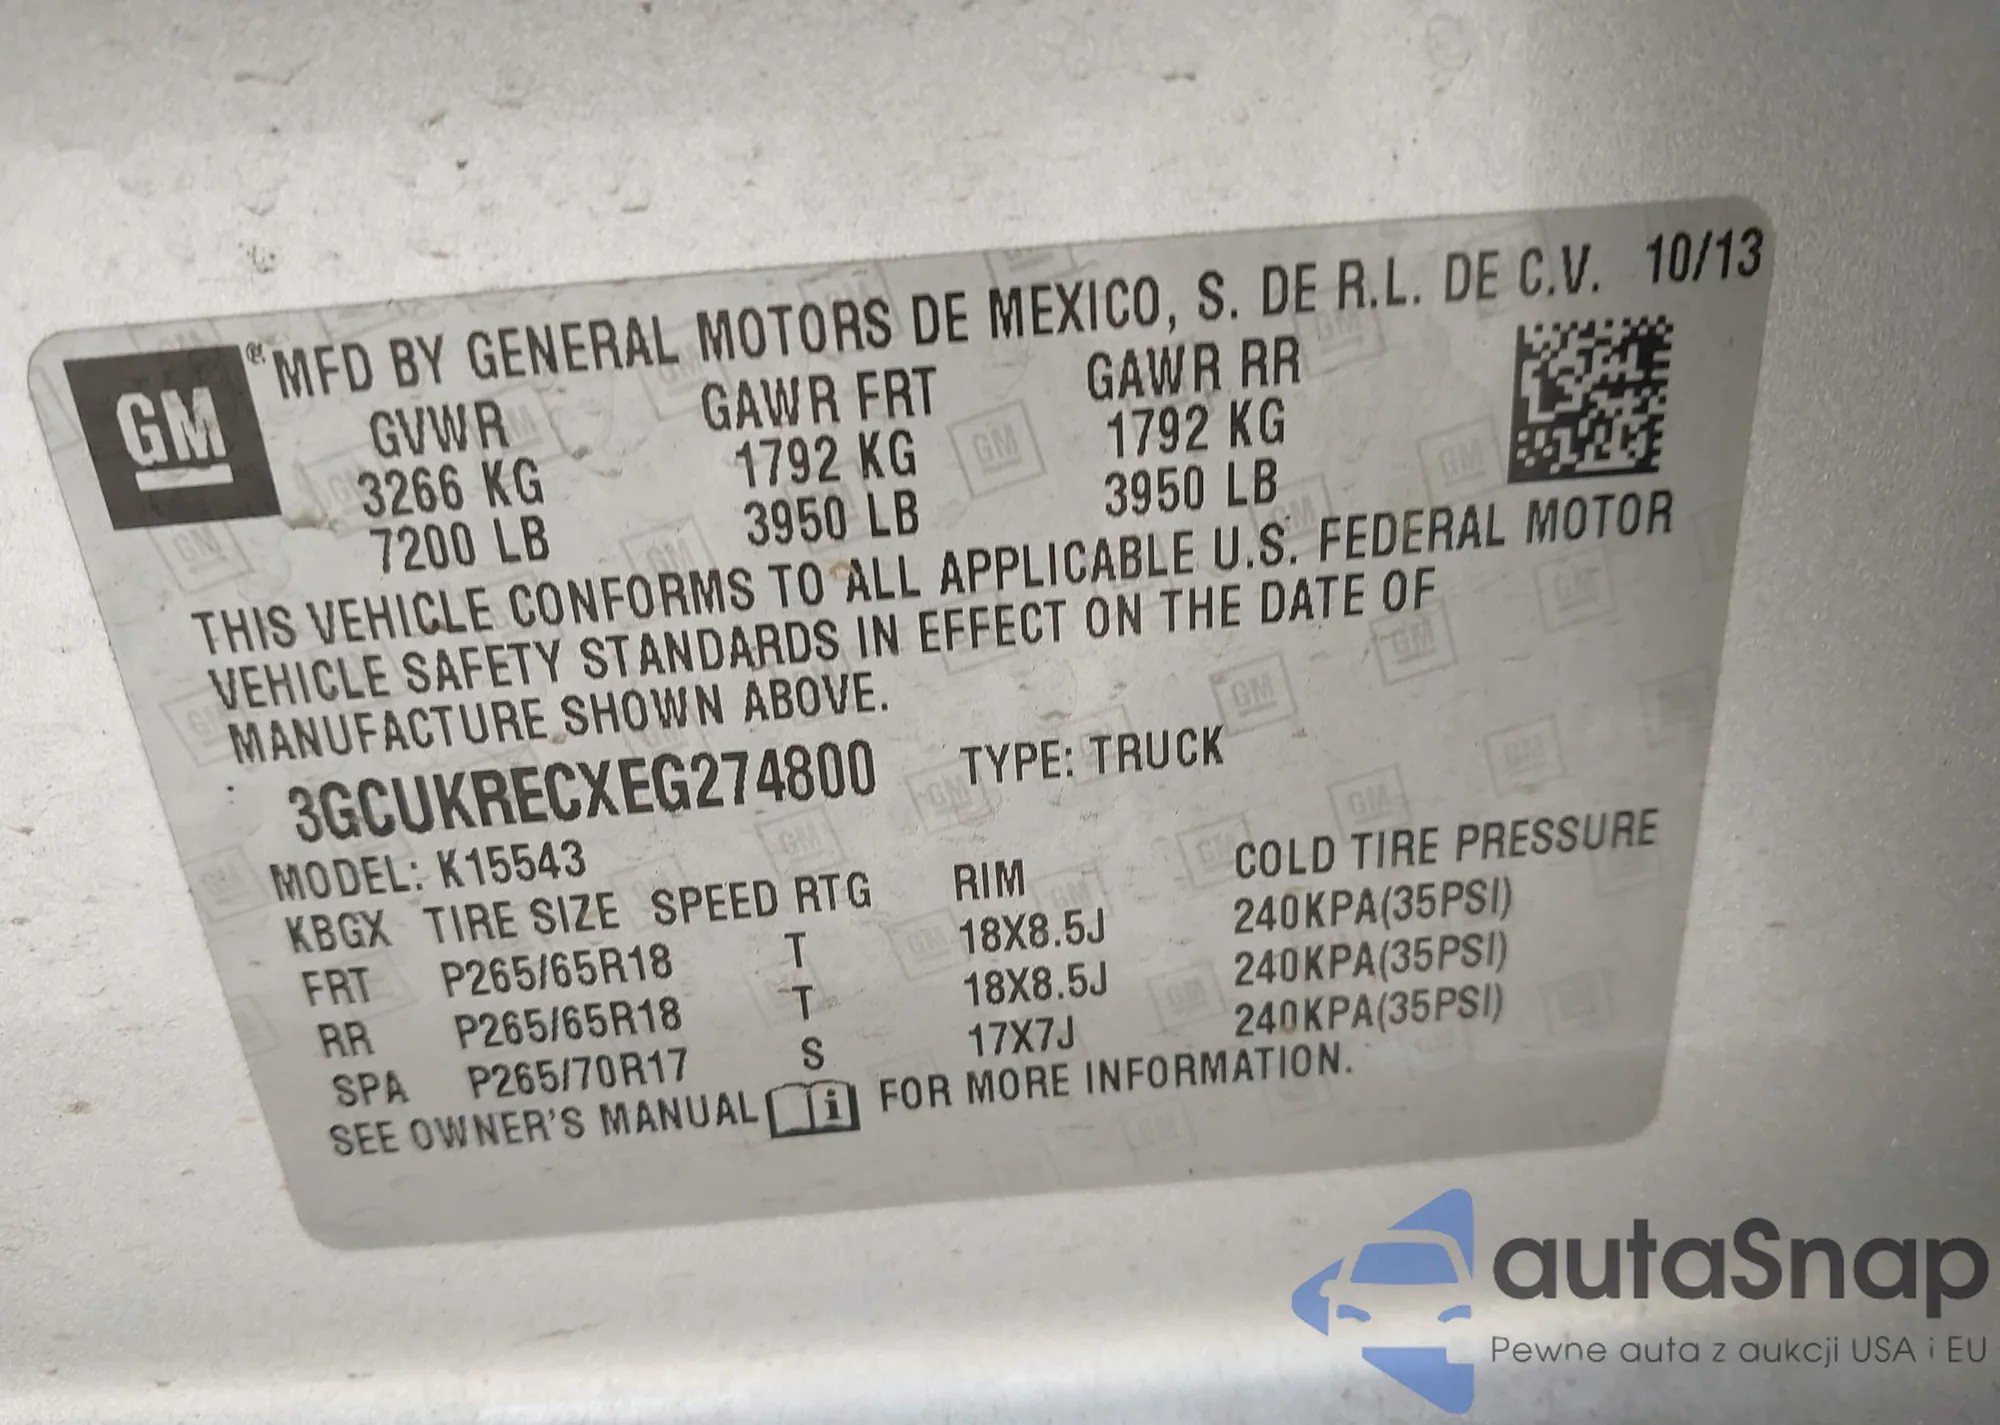 GM ® MFD BY GENERAL MOTORS DE MEXICO, S. DE R.L. DE C.V. 10/13
GVWR GAWR FRT GAWR RR
3266 KG 1792 KG 1792 KG
7200 LB 3950 LB 3950 LB
THIS VEHICLE CONFORMS TO ALL APPLICABLE U.S. FEDERAL MOTOR
VEHICLE SAFETY STANDARDS IN EFFECT ON THE DATE OF
MANUFACTURE SHOWN ABOVE.
3GCUKRECXEG274800 TYPE: TRUCK
MODEL: K15543
KBGX TIRE SIZE SPEED RTG RIM COLD TIRE PRESSURE
FRT P265/65R18 T 18X8.5J 240KPA(35PSI)
RR P265/65R18 T 18X8.5J 240KPA(35PSI)
SPA P265/70R17 S 17X7J 240KPA(35PSI)
SEE OWNER'S MANUAL i FOR MORE INFORMATION.
autaSnap
Pewne auta z aukcji USA i EU